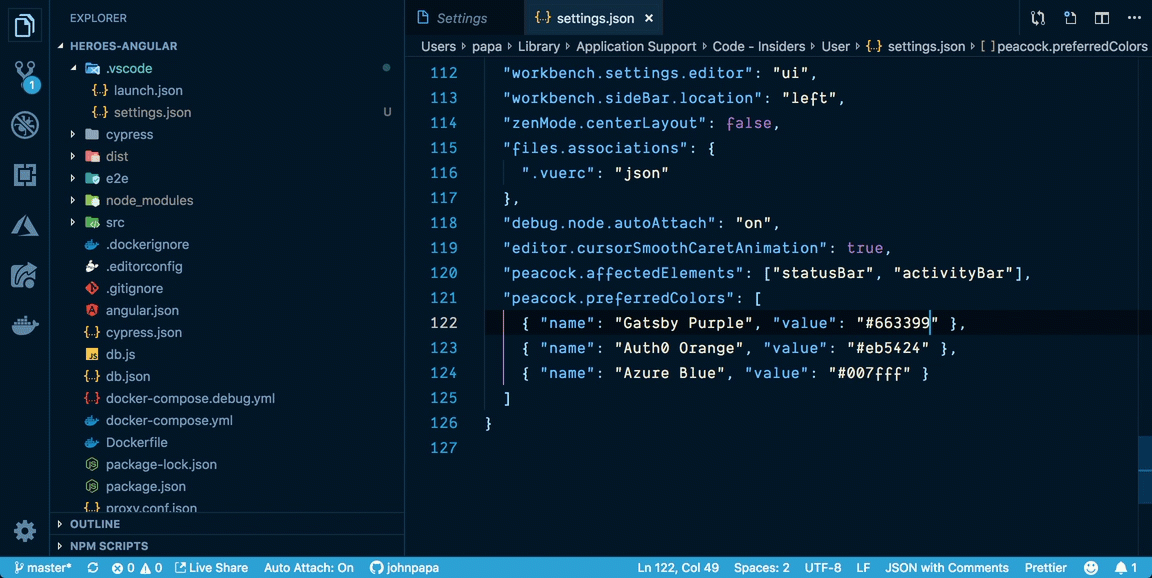 EXPLORER
HEROES-ANGULAR
.vscode
launch.json
settings.json U
cypress
dist
e2e
node_modules
src
.dockerignore
.editorconfig
.gitignore
angular.json
cypress.json
db.js
db.json
docker-compose.debug.yml
docker-compose.yml
Dockerfile
package-lock.json
package.json
proxy.conf.json
OUTLINE
NPM SCRIPTS
1
Settings
{..} settings.json ×
Users › papa › Library › Application Support › Code - Insiders › User › {..} settings.json › [ ]peacock.preferredColors
112 "workbench.settings.editor": "ui",
113 "workbench.sideBar.location": "left",
114 "zenMode.centerLayout": false,
115 "files.associations": {
116 ".vuerc": "json"
117 },
118 "debug.node.autoAttach": "on",
119 "editor.cursorSmoothCaretAnimation": true,
120 "peacock.affectedElements": ["statusBar", "activityBar"],
121 "peacock.preferredColors": [
122 { "name": "Gatsby Purple", "value": "#663399" },
123 { "name": "Auth0 Orange", "value": "#eb5424" },
124 { "name": "Azure Blue", "value": "#007fff" }
125 ]
126 }
127
master* 0 0 Live Share Auto Attach: On johnpapa Ln 122, Col 49 Spaces: 2 UTF-8 LF JSON with Comments Prettier 1